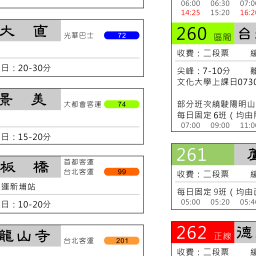 大 直
光華巴士
72
日：20-30分
景 美
大都會客運
74
日：15-20分
板 橋
首都客運
台北客運
99
運新埔站
日：10-20分
龍山寺
台北客運
201
06:00 06:30 07:00
14:25 15:20 16:20
260 區間 台
收費：二段票
尖峰：7-10分
文化大學上課日0730
部分班次繞駛陽明山
每日固定 6班（均由
07:00 09:00 11:00
261
收費：二段票
每日固定 9班（均由
05:00 05:20 05:40
262 正線 德
收費：二段票